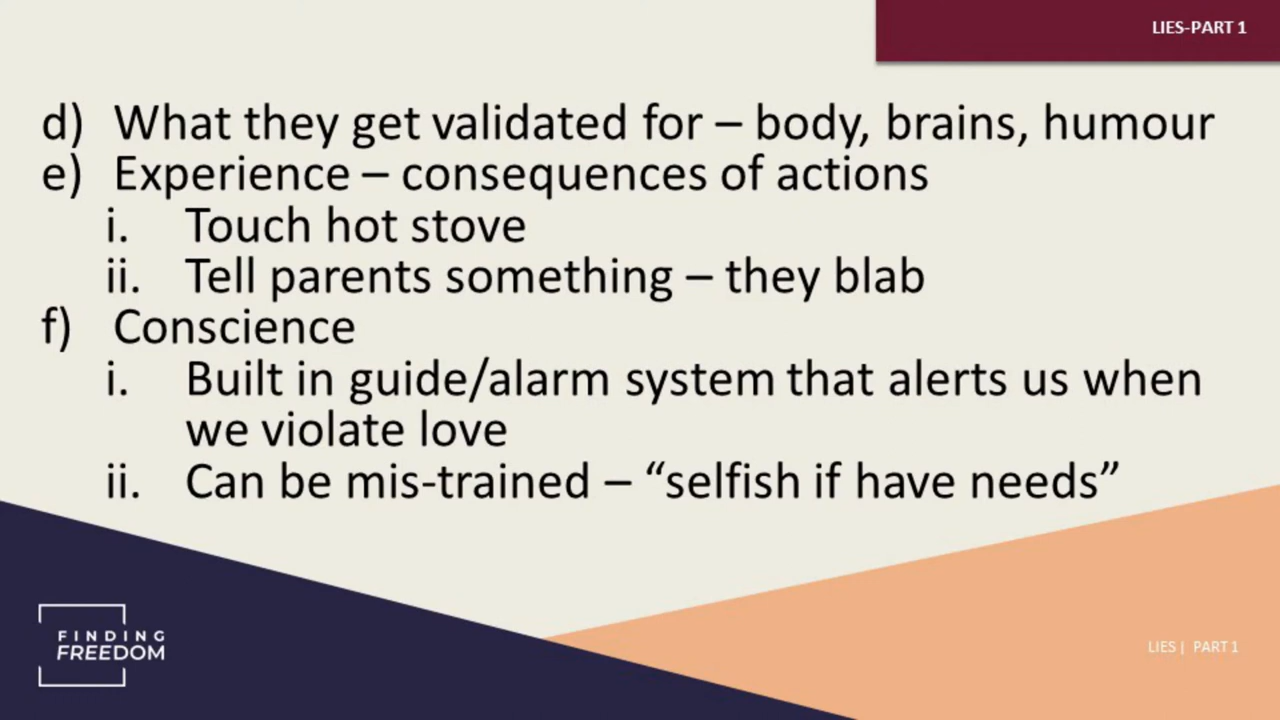 LIES-PART 1
d) What they get validated for – body, brains, humour
e) Experience – consequences of actions
i. Touch hot stove
ii. Tell parents something – they blab
f) Conscience
i. Built in guide/alarm system that alerts us when
we violate love
ii. Can be mis-trained – “selfish if have needs”
FINDING
FREEDOM
LIES | PART 1